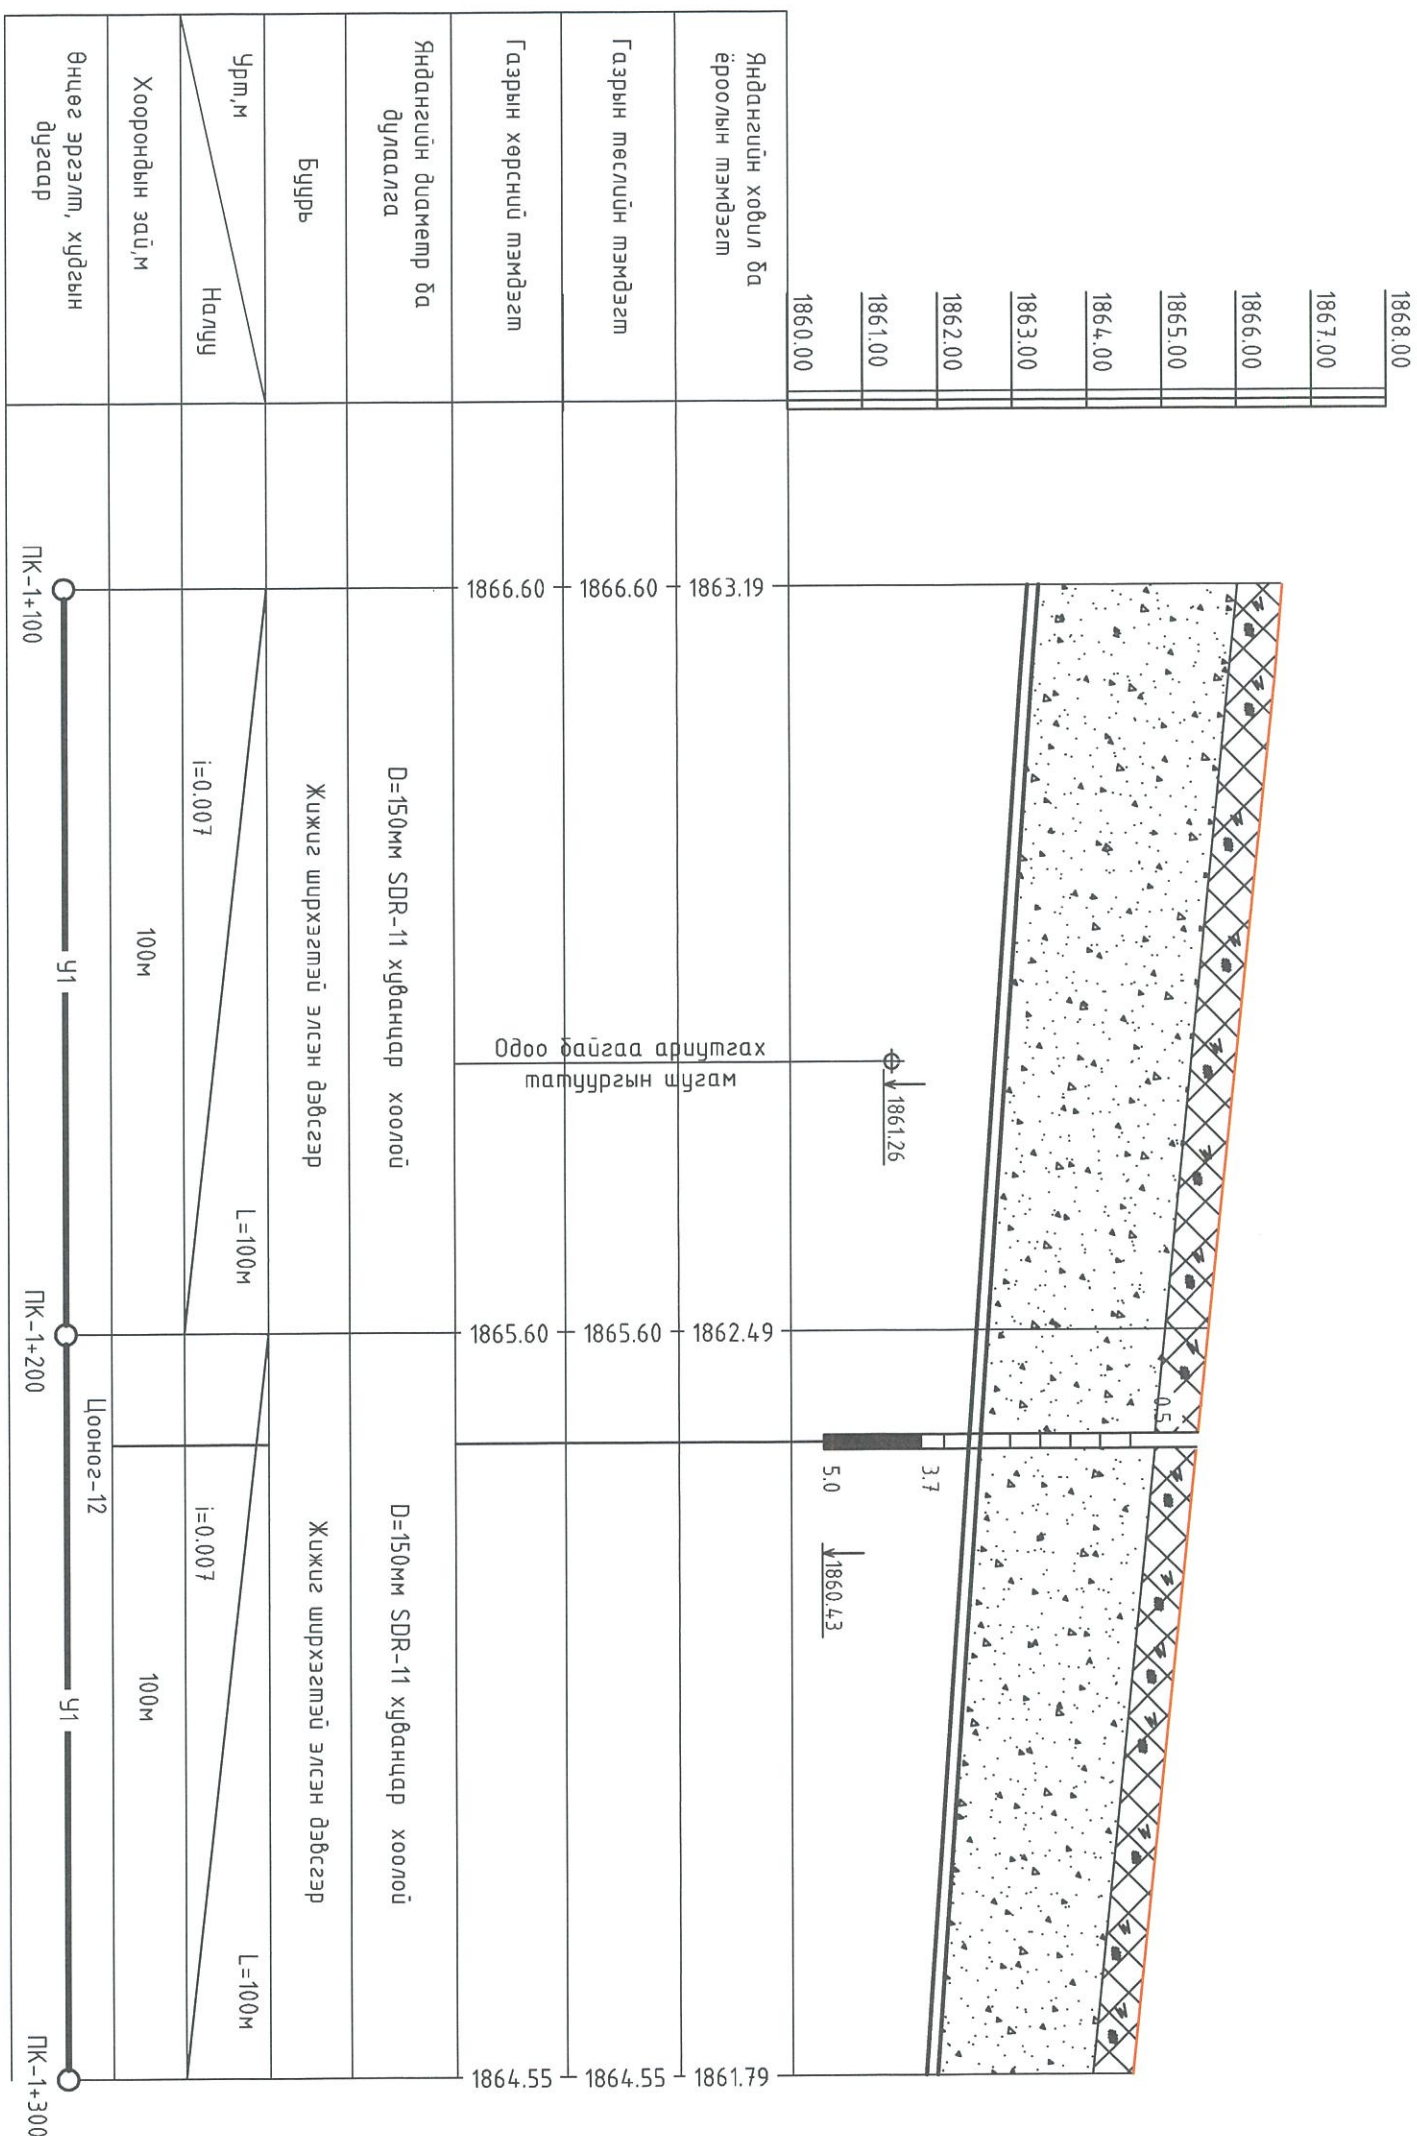 1868.00
1867.00
1866.00
1865.00
1864.00
1863.00
1862.00
1861.00
1860.00
0.5
3.7
5.0
1861.26
1860.43
Яндангийн ховил ба
ёроолын тэмдэгт
1863.19
1862.49
1861.79
Газрын төслийн тэмдэгт
1866.60
1865.60
1864.55
Газрын хөрсний тэмдэгт
1866.60
1865.60
1864.55
Одоо байгаа ариутгах
татуургын шугам
Яндангийн диаметр ба
дулаалга
D=150мм SDR-11 хуванцар хоолой
D=150мм SDR-11 хуванцар хоолой
Буурь
Жижиг ширхэгтэй элсэн дэвсгэр
Жижиг ширхэгтэй элсэн дэвсгэр
Урт,м
Налуу
L=100м
i=0.007
L=100м
i=0.007
Хоорондын зай,м
100м
100м
Өнцөг эргэлт, худгын
дугаар
Цооног-12
У1
У1
ПК-1+100
ПК-1+200
ПК-1+300